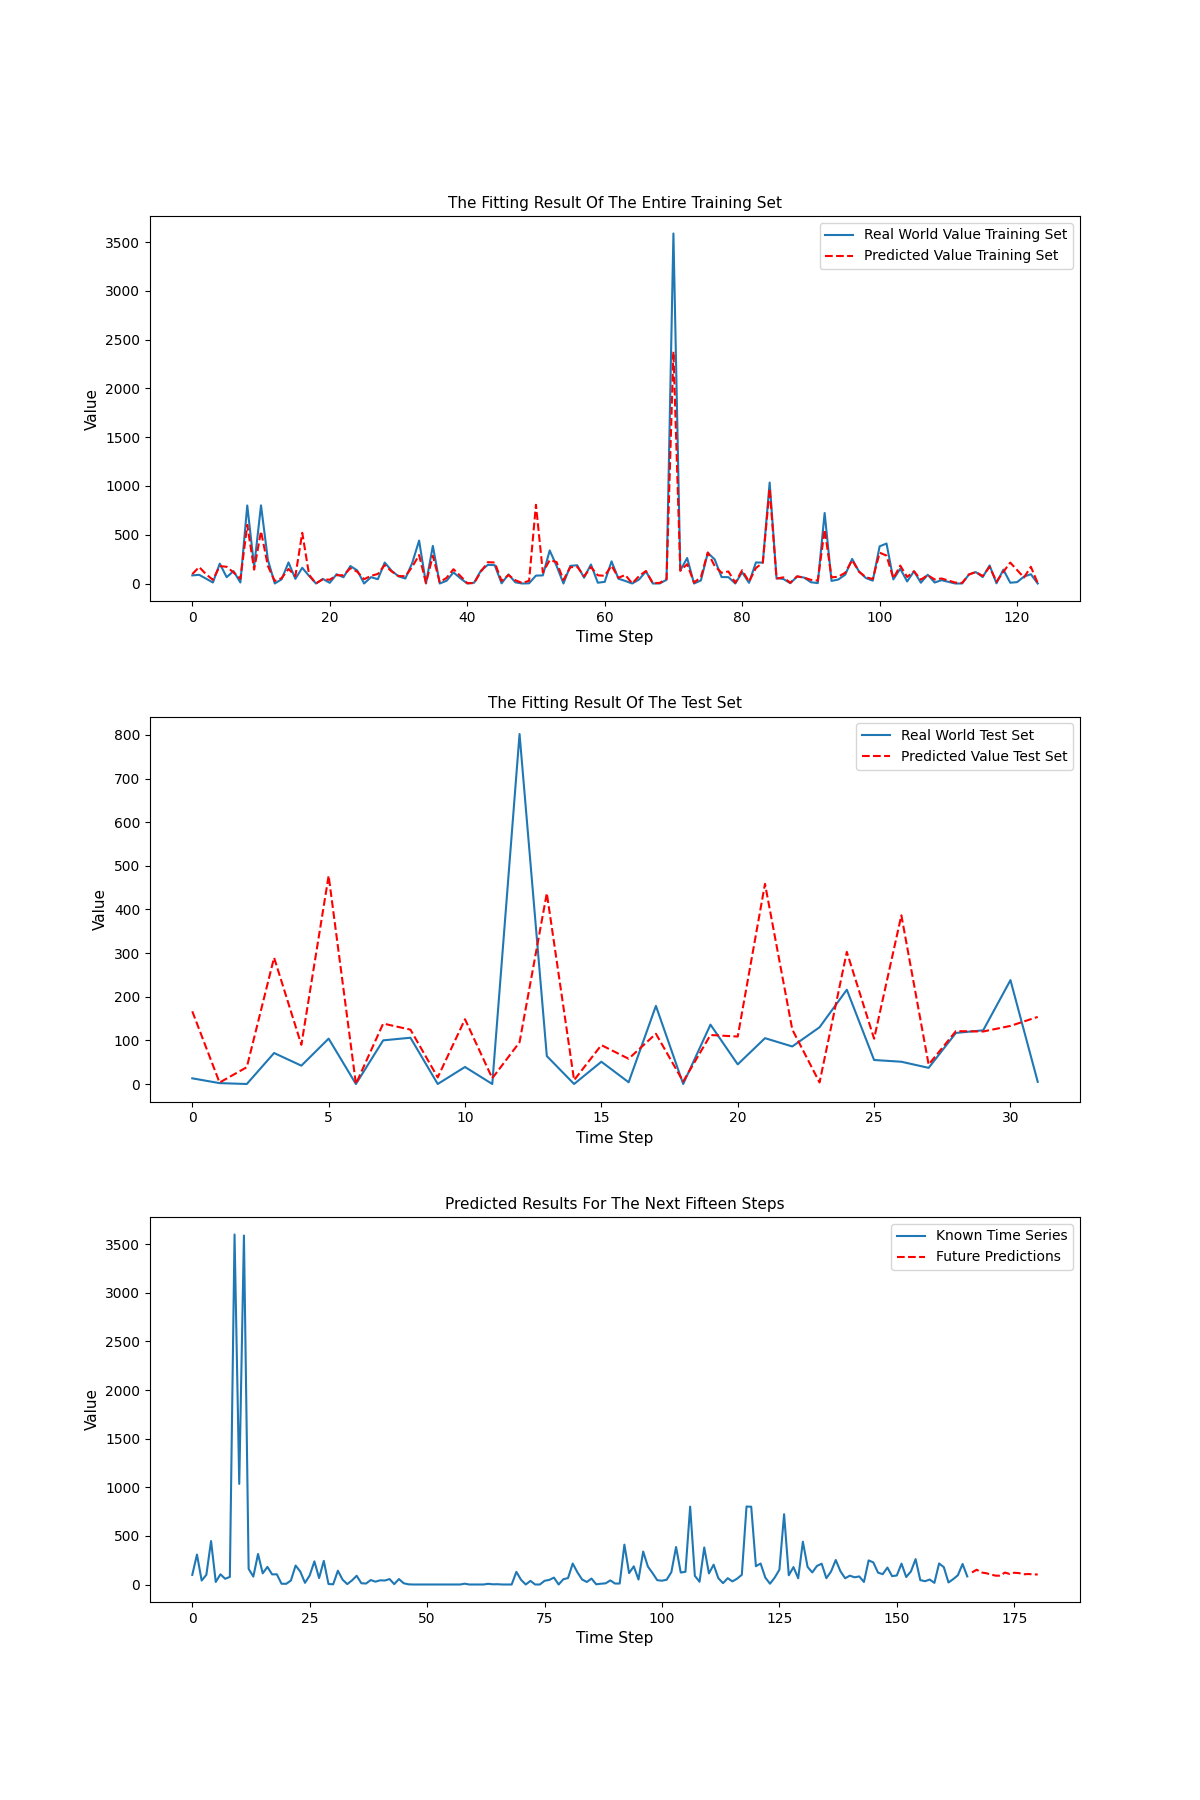 The Fitting Result Of The Entire Training Set
3500
3000
2500
2000
1500
1000
500
0
Value
Real World Value Training Set
Predicted Value Training Set
0 20 40 60 80 100 120
Time Step
The Fitting Result Of The Test Set
800
700
600
500
400
300
200
100
0
Value
Real World Test Set
Predicted Value Test Set
0 5 10 15 20 25 30
Time Step
Predicted Results For The Next Fifteen Steps
3500
3000
2500
2000
1500
1000
500
0
Value
Known Time Series
Future Predictions
0 25 50 75 100 125 150 175
Time Step